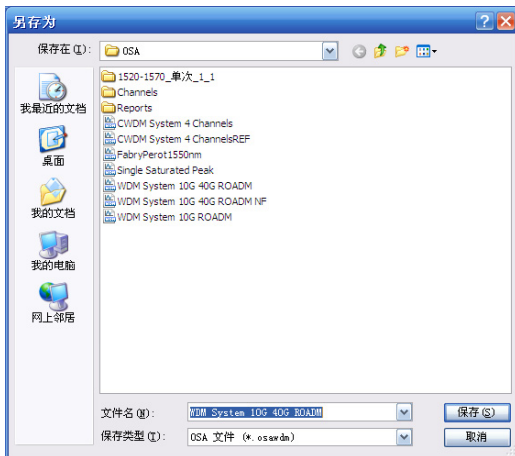 另存为
保存在(I):
OSA
我最近的文档
桌面
我的文档
我的电脑
网上邻居
1520-1570_单次_1_1
Channels
Reports
CWDM System 4 Channels
CWDM System 4 ChannelsREF
FabryPerot1550nm
Single Saturated Peak
WDM System 10G 40G ROADM
WDM System 10G 40G ROADM NF
WDM System 10G ROADM
文件名(N):
WDM System 10G 40G ROADM
保存(S)
保存类型(T):
OSA 文件 (*.osawdm)
取消